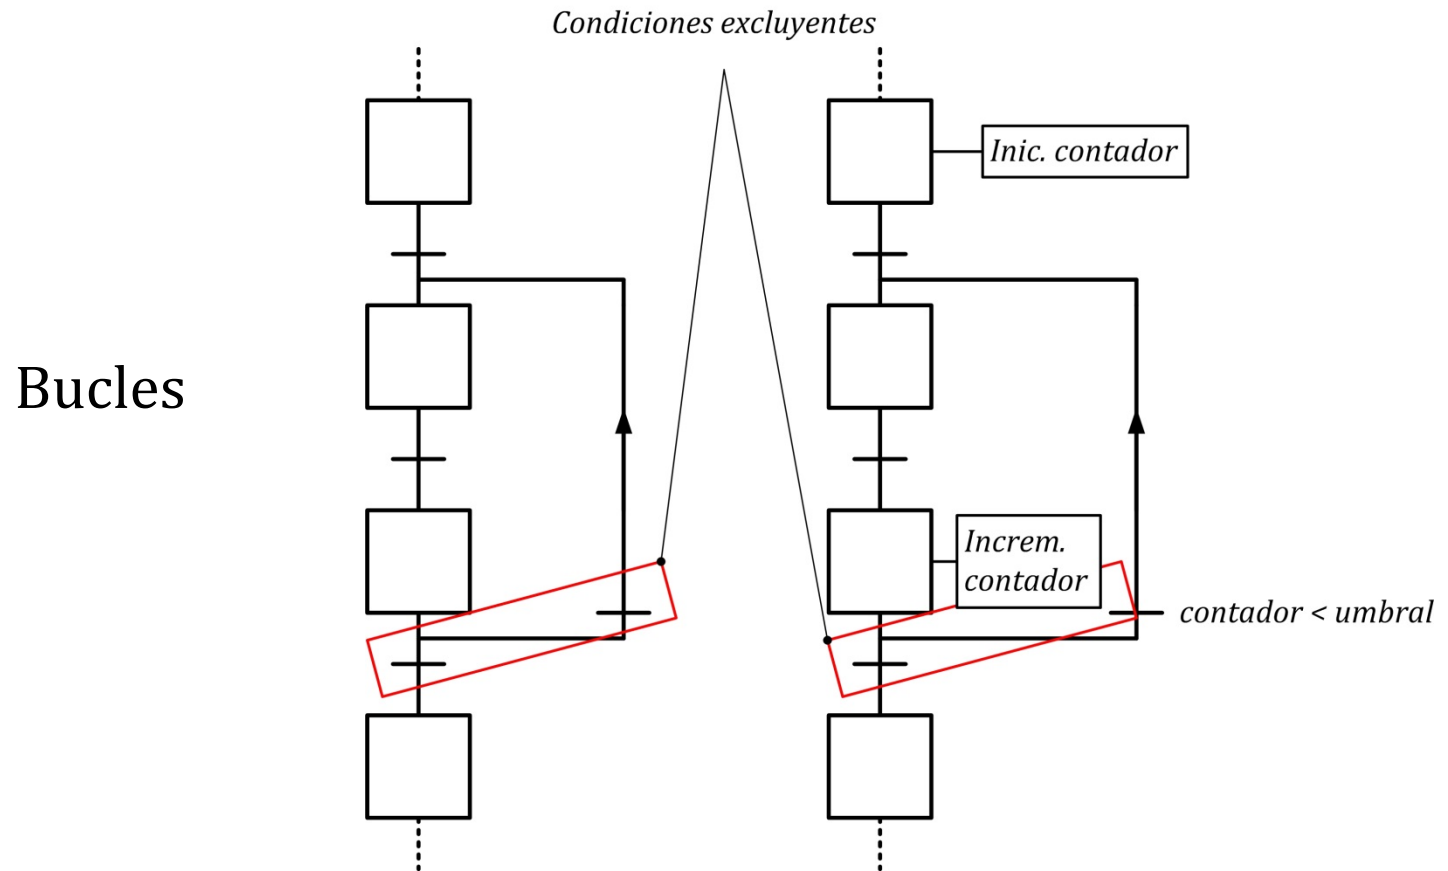 Condiciones excluyentes
Inic. contador
Bucles
Increm.
contador
contador < umbral